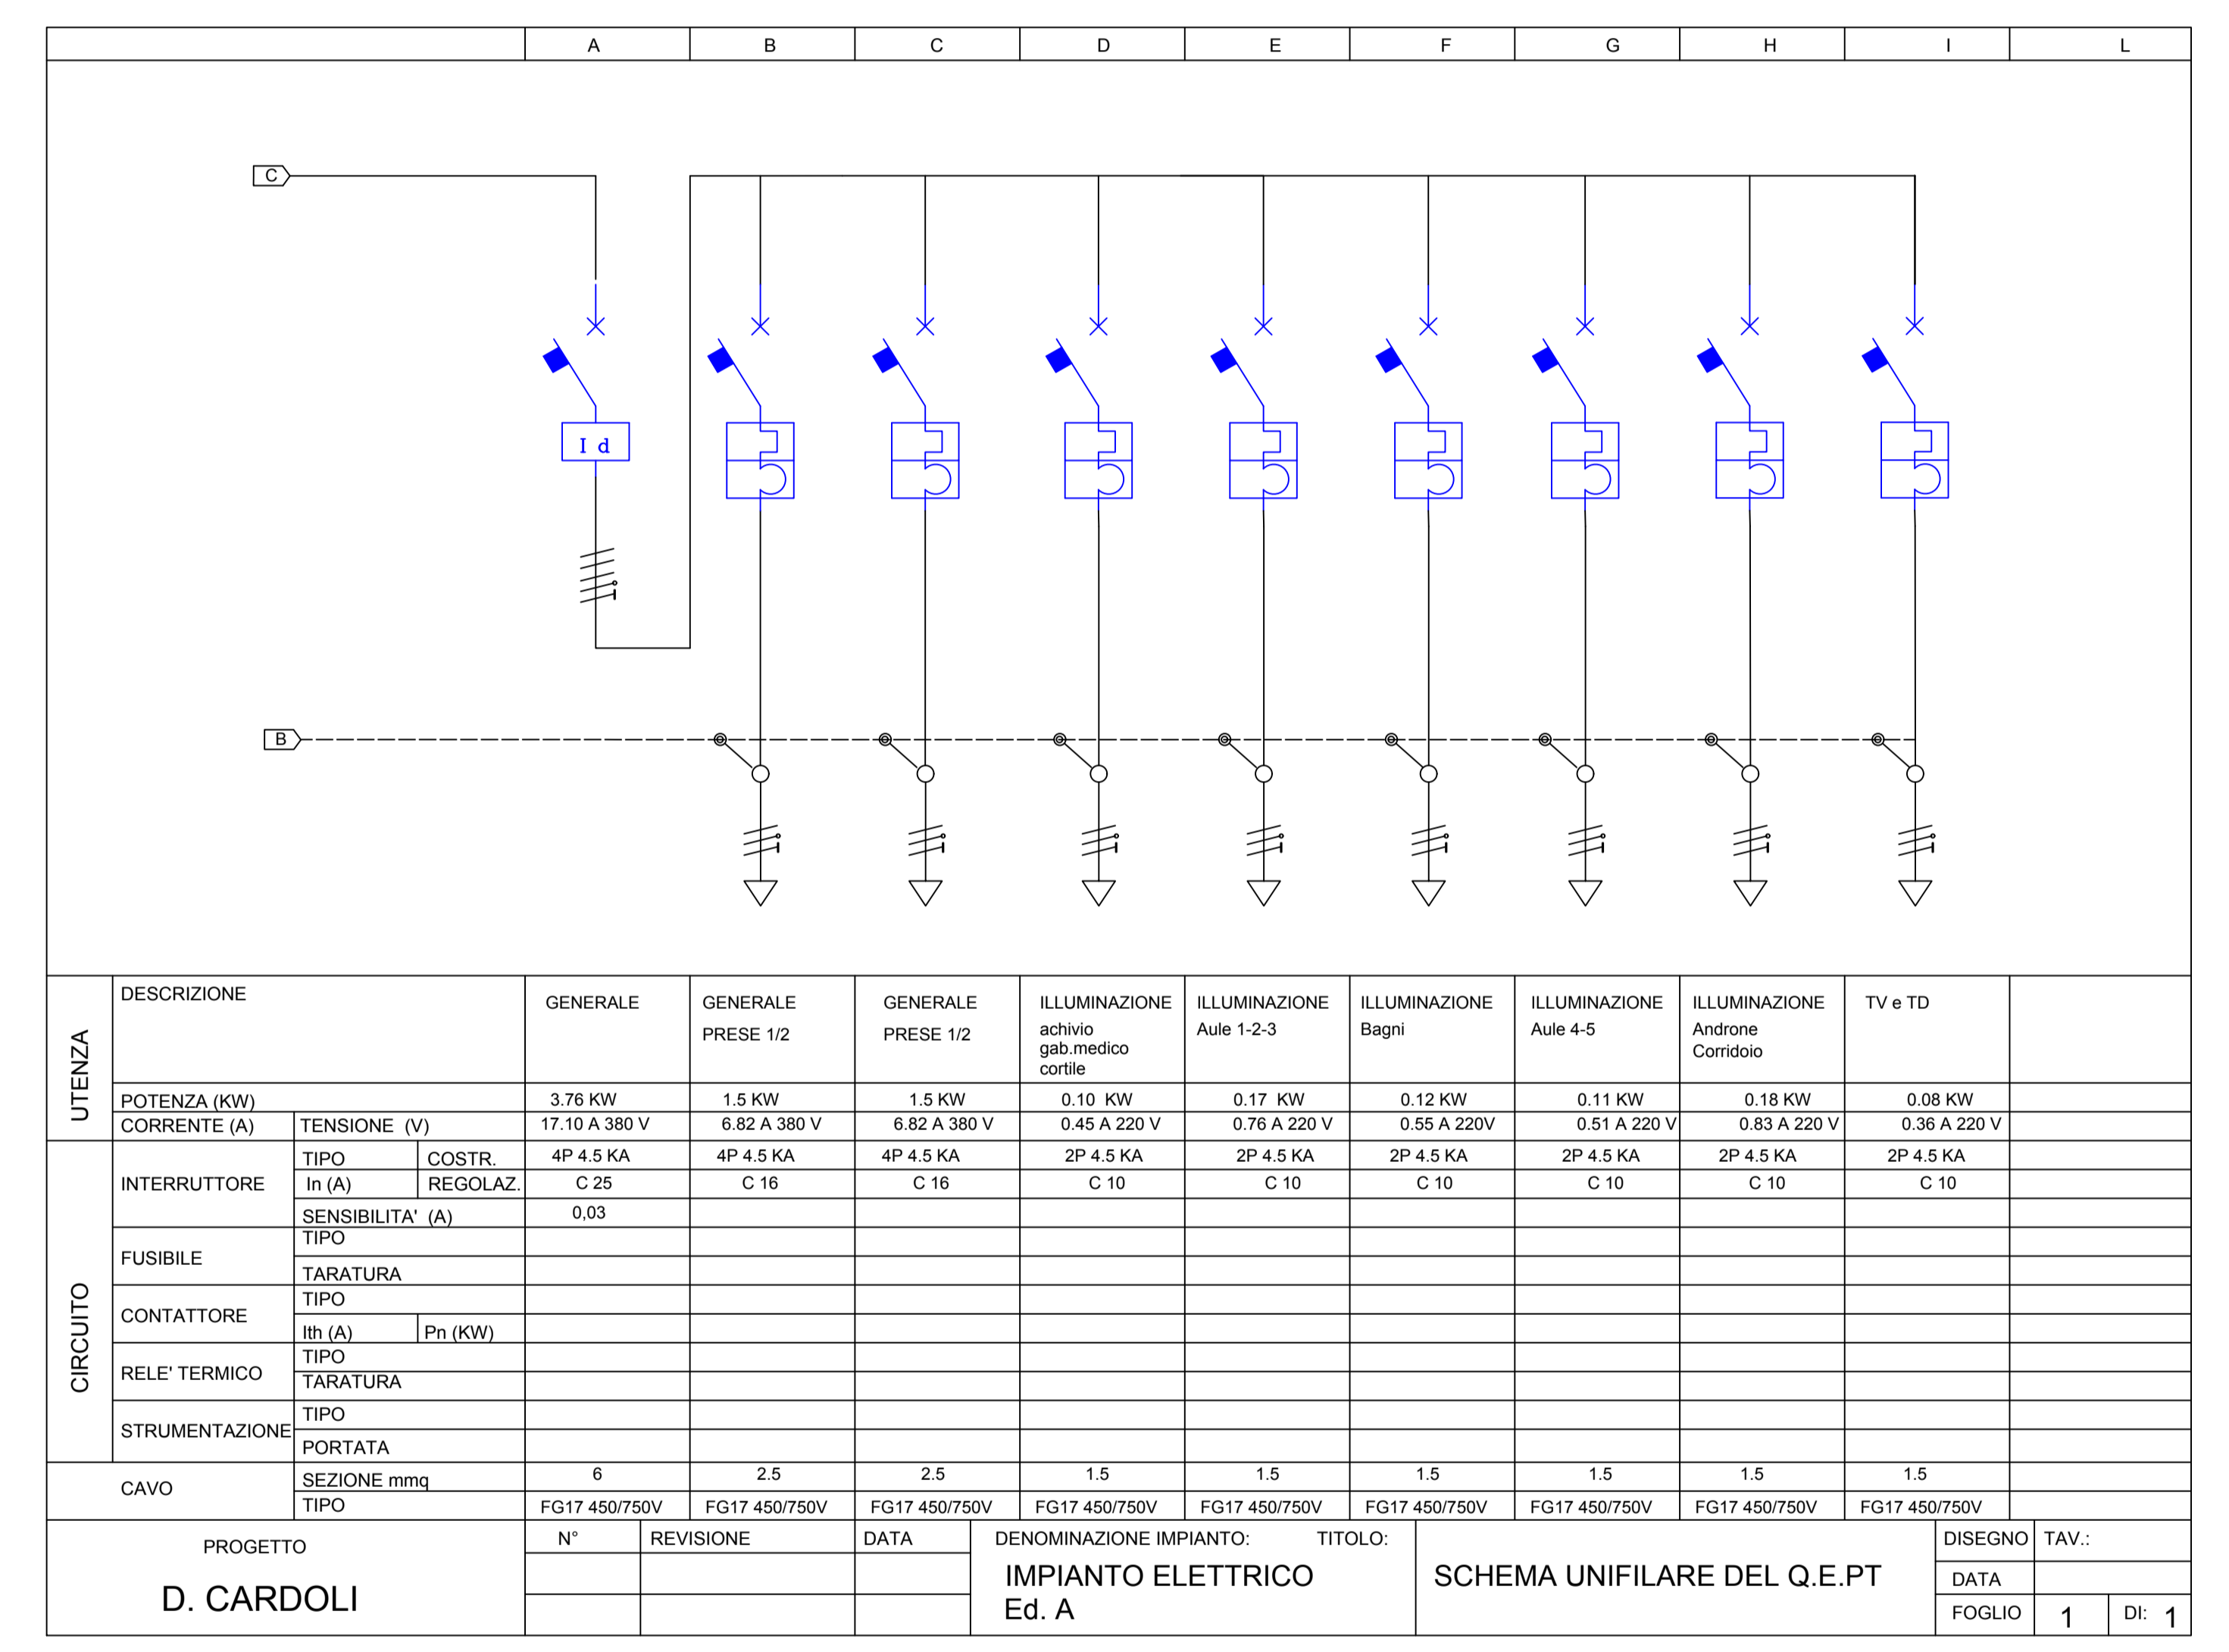 A B C D E F G H I L
C
I d
B
UTENZA
DESCRIZIONE
GENERALE
GENERALE
PRESE 1/2
GENERALE
PRESE 1/2
ILLUMINAZIONE
achivio
gab.medico
cortile
ILLUMINAZIONE
Aule 1-2-3
ILLUMINAZIONE
Bagni
ILLUMINAZIONE
Aule 4-5
ILLUMINAZIONE
Androne
Corridoio
TV e TD
POTENZA (KW) 3.76 KW 1.5 KW 1.5 KW 0.10 KW 0.17 KW 0.12 KW 0.11 KW 0.18 KW 0.08 KW
CORRENTE (A) TENSIONE (V) 17.10 A 380 V 6.82 A 380 V 6.82 A 380 V 0.45 A 220 V 0.76 A 220 V 0.55 A 220V 0.51 A 220 V 0.83 A 220 V 0.36 A 220 V
CIRCUITO
INTERRUTTORE
TIPO COSTR. 4P 4.5 KA 4P 4.5 KA 4P 4.5 KA 2P 4.5 KA 2P 4.5 KA 2P 4.5 KA 2P 4.5 KA 2P 4.5 KA 2P 4.5 KA
In (A) REGOLAZ. C 25 C 16 C 16 C 10 C 10 C 10 C 10 C 10 C 10
SENSIBILITA' (A) 0,03
FUSIBILE
TIPO
TARATURA
CONTATTORE
TIPO
Ith (A) Pn (KW)
RELE' TERMICO
TIPO
TARATURA
STRUMENTAZIONE
TIPO
PORTATA
CAVO
SEZIONE mmq 6 2.5 2.5 1.5 1.5 1.5 1.5 1.5 1.5
TIPO FG17 450/750V FG17 450/750V FG17 450/750V FG17 450/750V FG17 450/750V FG17 450/750V FG17 450/750V FG17 450/750V FG17 450/750V
PROGETTO
D. CARDOLI
N° REVISIONE DATA
DENOMINAZIONE IMPIANTO: TITOLO:
IMPIANTO ELETTRICO
Ed. A
SCHEMA UNIFILARE DEL Q.E.PT
DISEGNO TAV.:
DATA
FOGLIO 1 DI: 1